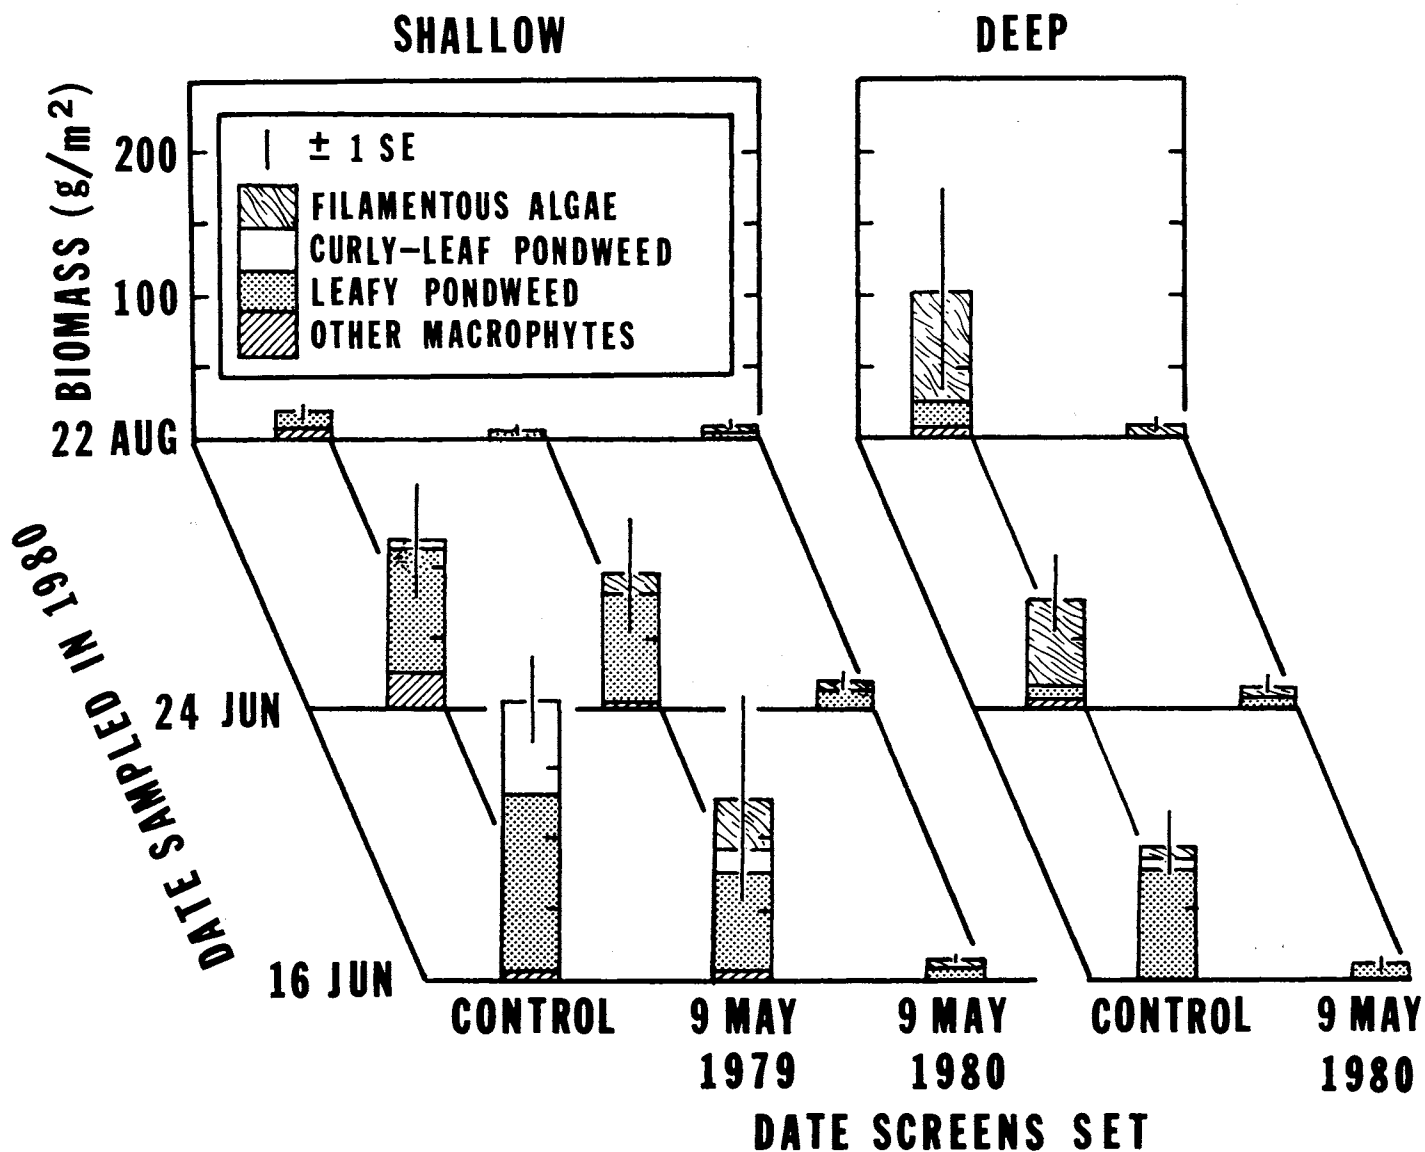 SHALLOW DEEP
BIOMASS (g/m²)
200
100
± 1 SE
FILAMENTOUS ALGAE
CURLY–LEAF PONDWEED
LEAFY PONDWEED
OTHER MACROPHYTES
22 AUG
24 JUN
16 JUN
DATE SAMPLED IN 1980
CONTROL 9 MAY 9 MAY CONTROL 9 MAY
1979 1980 1980
DATE SCREENS SET